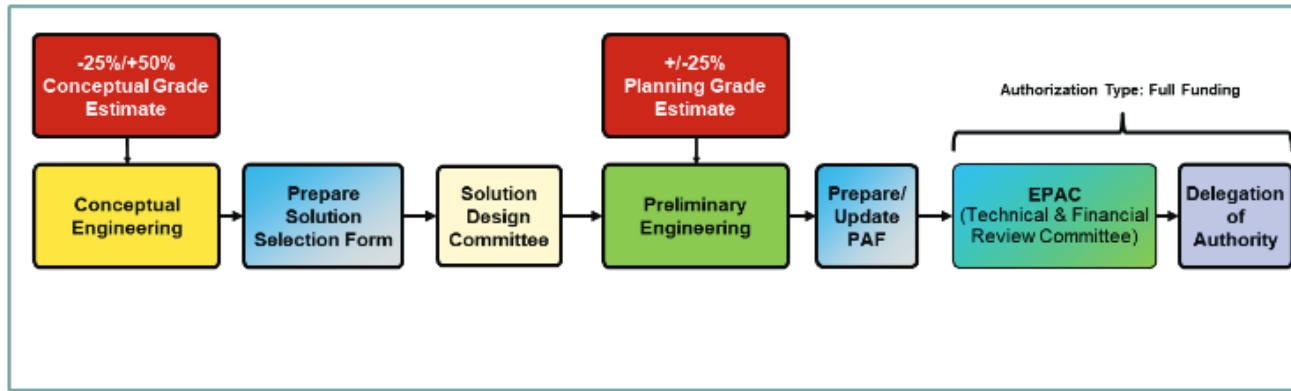 -25%/+50%
Conceptual Grade
Estimate
+/-25%
Planning Grade
Estimate
Authorization Type: Full Funding
Conceptual
Engineering
Prepare
Solution
Selection Form
Solution
Design
Committee
Preliminary
Engineering
Prepare/
Update
PAF
EPAC
(Technical & Financial
Review Committee)
Delegation
of
Authority